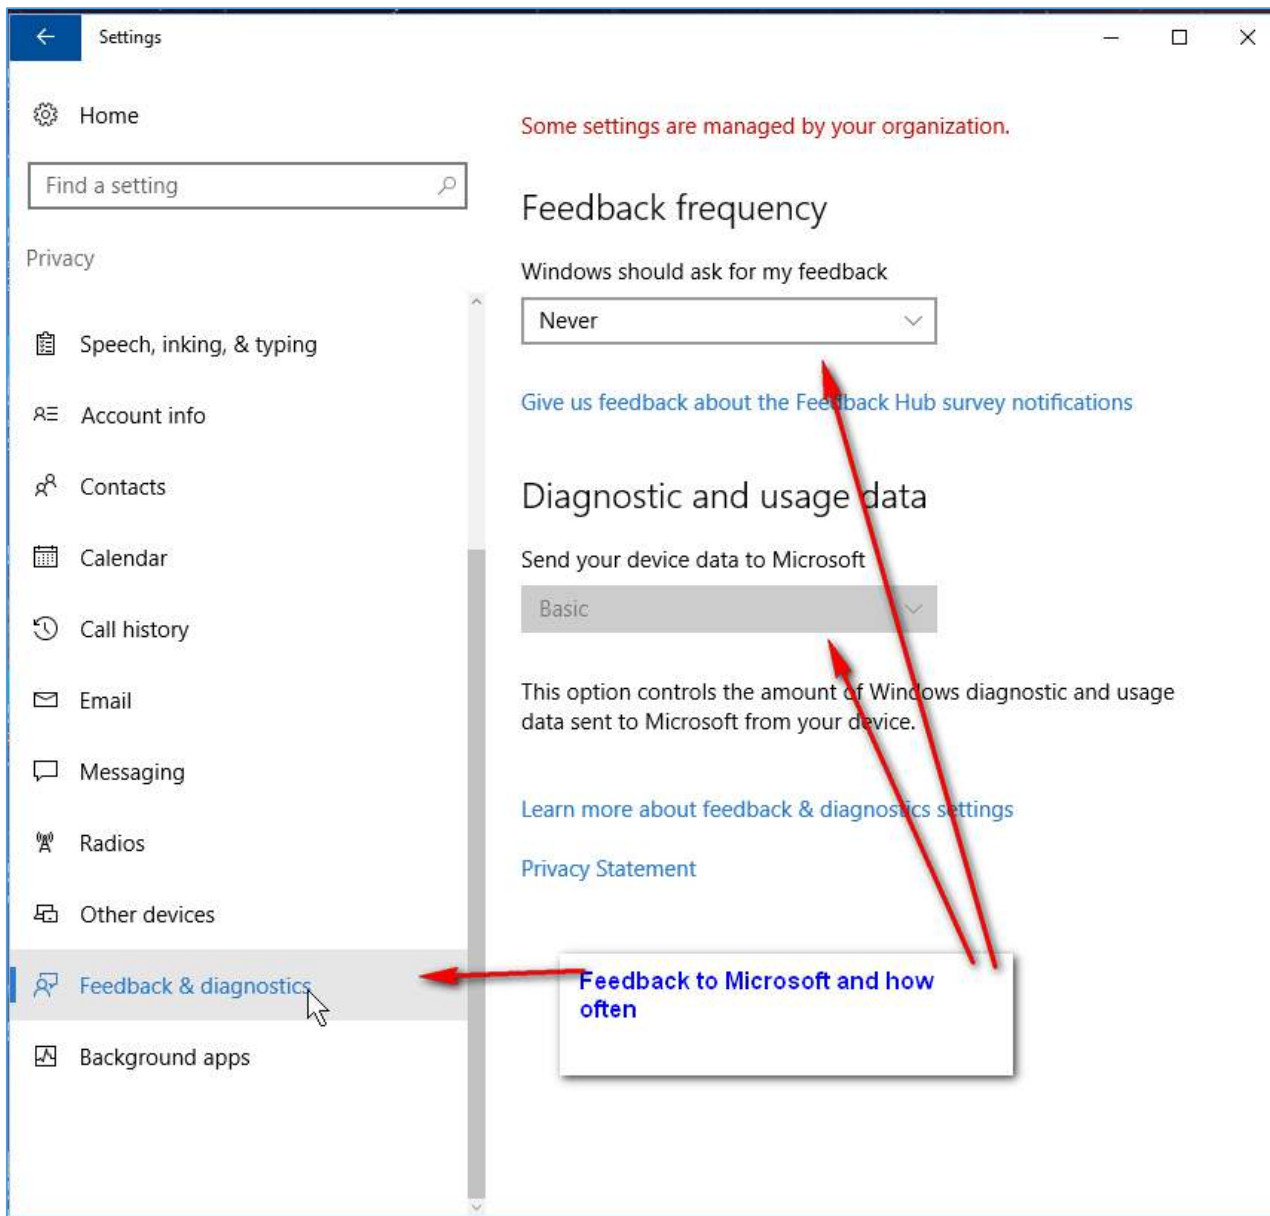 Settings
Home
Find a setting
Privacy
Speech, inking, & typing
Account info
Contacts
Calendar
Call history
Email
Messaging
Radios
Other devices
Feedback & diagnostics
Background apps
Some settings are managed by your organization.
Feedback frequency
Windows should ask for my feedback
Never
Give us feedback about the Feedback Hub survey notifications
Diagnostic and usage data
Send your device data to Microsoft
Basic
This option controls the amount of Windows diagnostic and usage
data sent to Microsoft from your device.
Learn more about feedback & diagnostics settings
Privacy Statement
Feedback to Microsoft and how
often